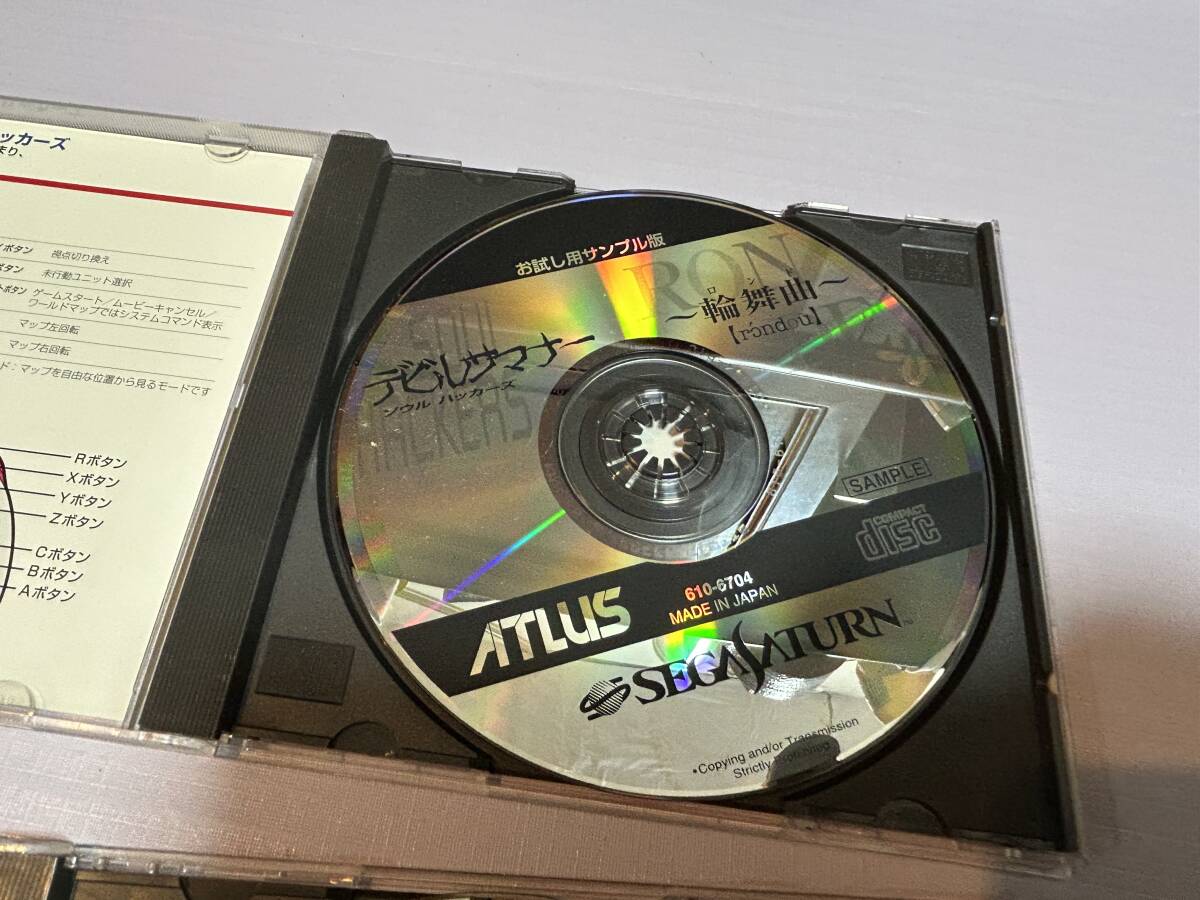 ッカーズ
まり、
ボタン 視点切り換え
ボタン 未行動ユニット選択
トボタン ゲームスタート／ムービーキャンセル／
ワールドマップではシステムコマンド表示
マップ左回転
マップ右回転
ド：マップを自由な位置から見るモードです
Rボタン
Xボタン
Yボタン
Zボタン
Cボタン
Bボタン
Aボタン
お試し用サンプル版
RON
ロンド
～輪舞曲～
【róndou】
SOUL
デビルサマナー
ソウル ハッカーズ
HACKERS
SAMPLE
COMPACT
disc
ATLUS
610-6704
MADE IN JAPAN
SEGA SATURN™
•Copying and/or Transmission
Strictly Prohibited